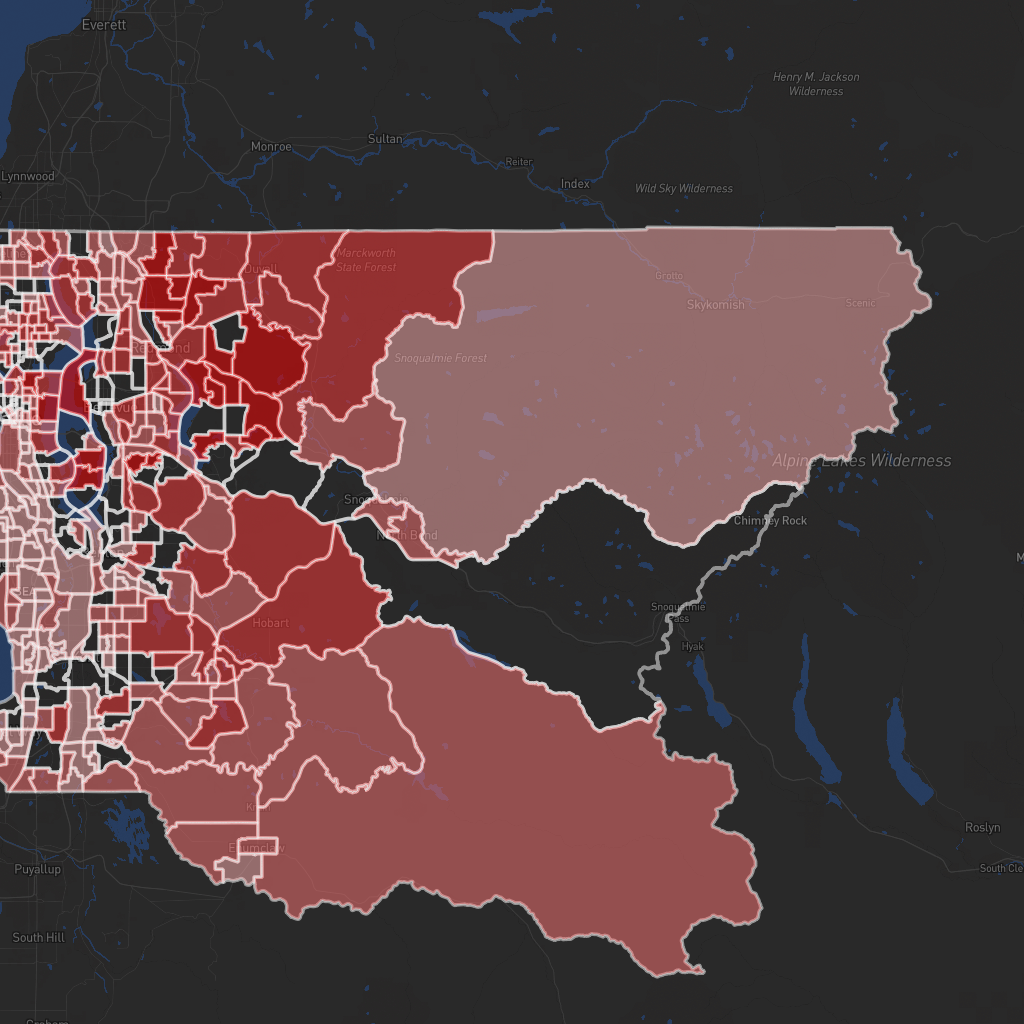 Everett
Henry M. Jackson
Wilderness
Sultan
Monroe
Reiter
Lynnwood
Index
Wild Sky Wilderness
Marckworth
State Forest
Duvall
Grotto
Skykomish
Scenic
Redmond
Snoqualmie Forest
Alpine Lakes Wilderness
Snoqualmie
Chimney Rock
North Bend
SEA
Snoqualmie
Pass
Hobart
Hyak
Roslyn
Enumclaw
Puyallup
South Cle
South Hill